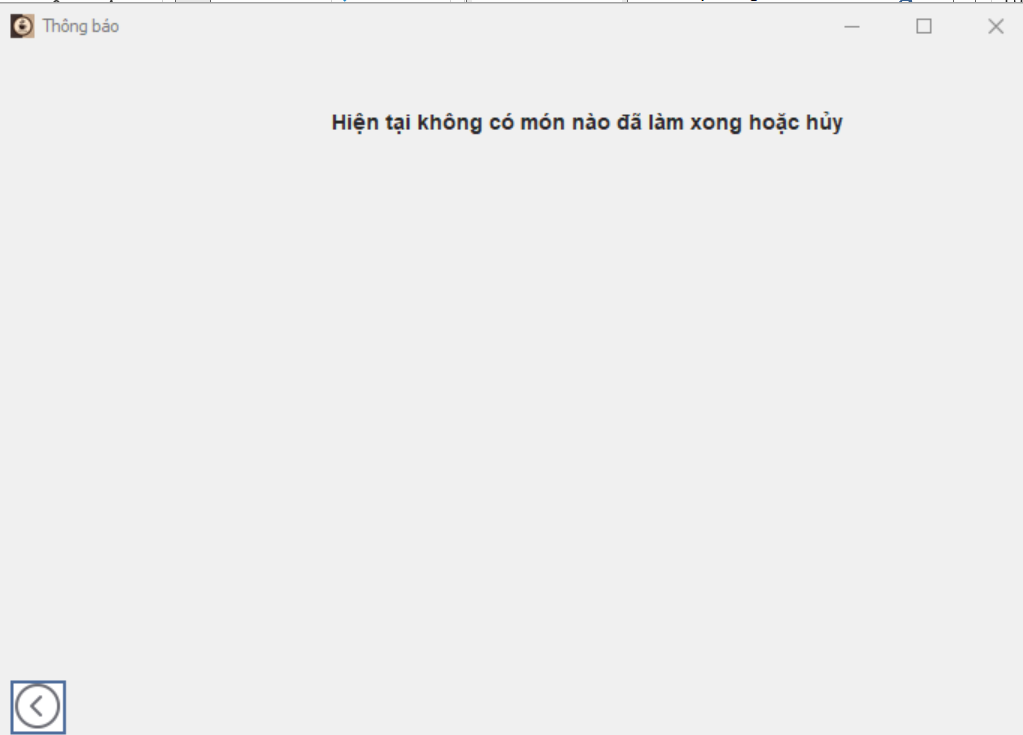 Thông báo
Hiện tại không có món nào đã làm xong hoặc hủy